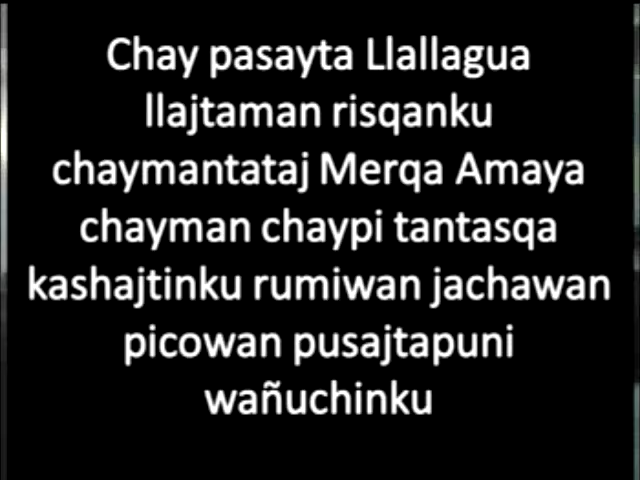 Chay pasayta Llallagua
llajtaman risqanku
chaymantataj Merqa Amaya
chayman chaypi tantasqa
kashajtinku rumiwan jachawan
picowan pusajtapuni
wañuchinku